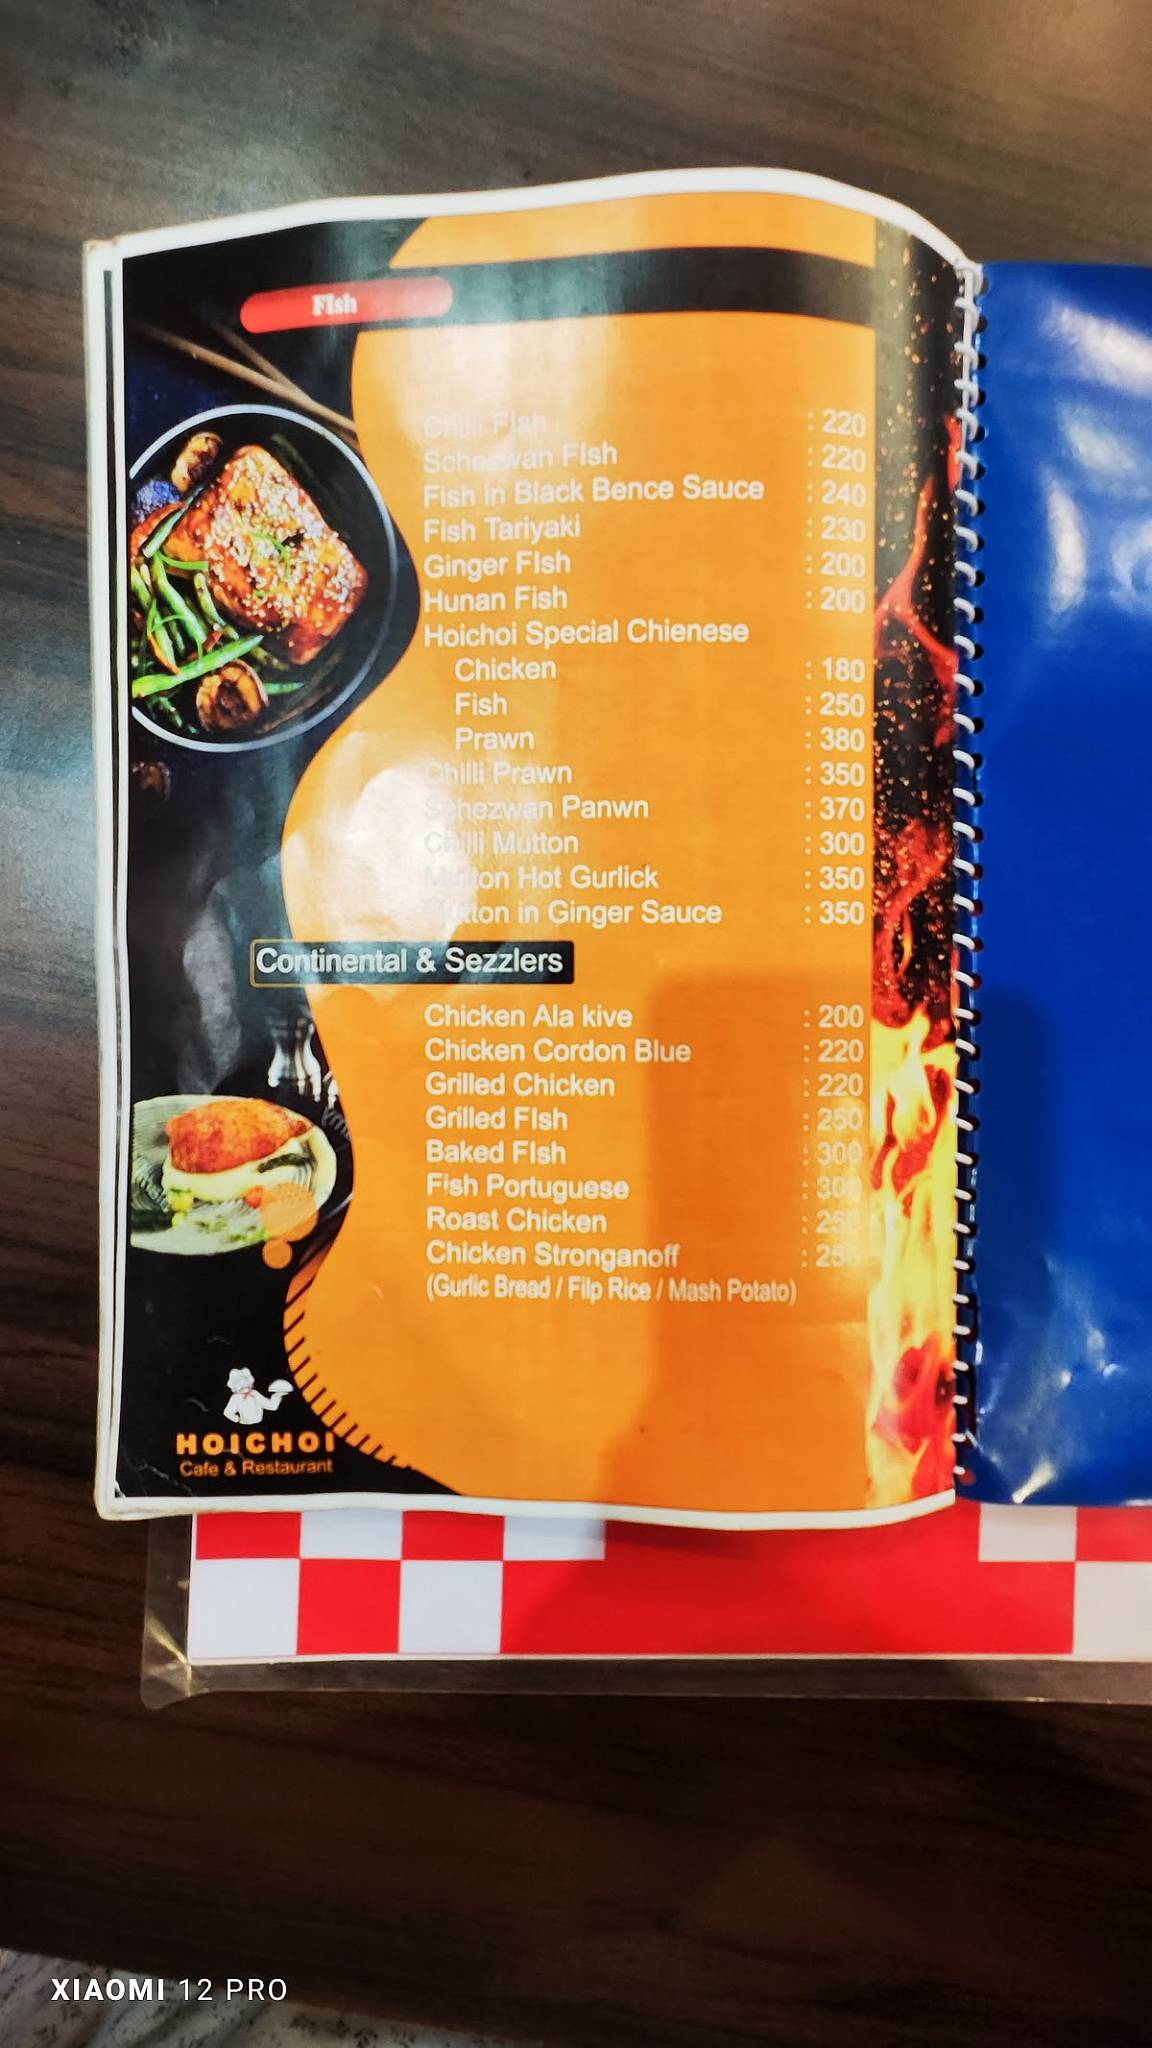 FIsh
Chilli FIsh : 220
Schezwan FIsh : 220
Fish in Black Bence Sauce : 240
Fish Tariyaki : 230
Ginger FIsh : 200
Hunan Fish : 200
Hoichoi Special Chienese
Chicken : 180
Fish : 250
Prawn : 380
Chilli Prawn : 350
Schezwan Panwn : 370
Chilli Mutton : 300
Mutton Hot Gurlick : 350
Mutton in Ginger Sauce : 350
Continental & Sezzlers
Chicken Ala kive : 200
Chicken Cordon Blue : 220
Grilled Chicken : 220
Grilled FIsh : 250
Baked FIsh : 300
Fish Portuguese : 300
Roast Chicken :
Chicken Stronganoff :
(Gurlic Bread / Filp Rice / Mash Potato)
HOICHOI
Cafe & Restaurant
XIAOMI 12 PRO